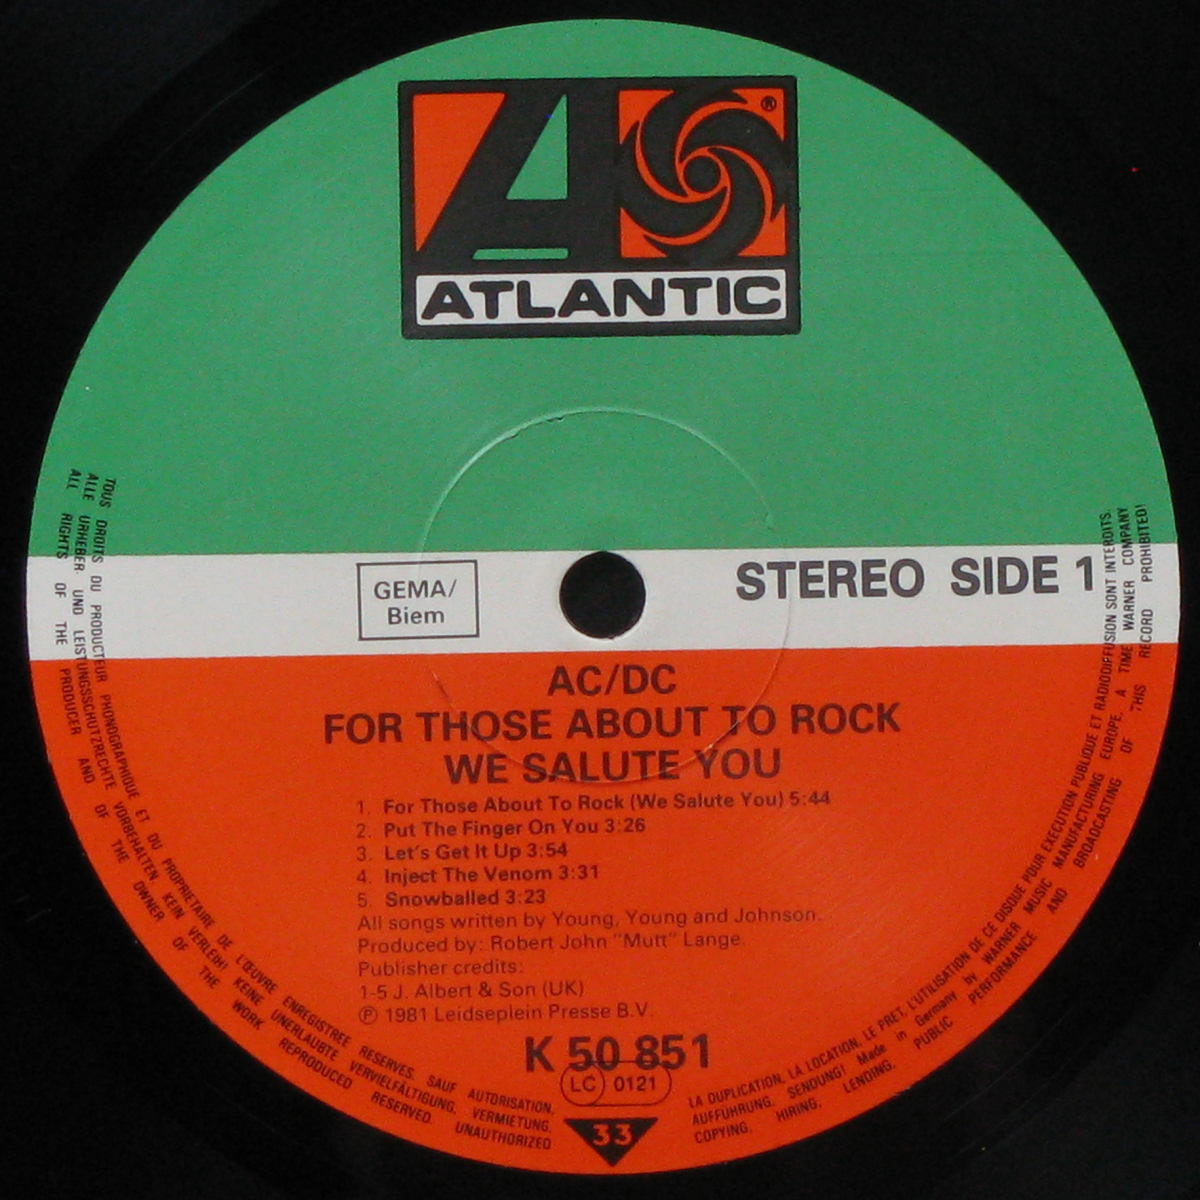 ®
ATLANTIC
GEMA/
Biem
STEREO SIDE 1
AC/DC
FOR THOSE ABOUT TO ROCK
WE SALUTE YOU
1. For Those About To Rock (We Salute You) 5:44
2. Put The Finger On You 3:26
3. Let's Get It Up 3:54
4. Inject The Venom 3:31
5. Snowballed 3:23
All songs written by Young, Young and Johnson.
Produced by: Robert John "Mutt" Lange.
Publisher credits:
1-5 J. Albert & Son (UK)
℗ 1981 Leidseplein Presse B.V.
K 50 851
LC 0121
33
TOUS DROITS DU PRODUCTEUR PHONOGRAPHIQUE ET DU PROPRIETAIRE DE L'ŒUVRE ENREGISTREE RESERVES. SAUF AUTORISATION,
LA DUPLICATION, LA LOCATION, LE PRET, L'UTILISATION DE CE DISQUE POUR EXECUTION PUBLIQUE ET RADIODIFFUSION SONT INTERDITS.
ALLE URHEBER- UND LEISTUNGSSCHUTZRECHTE VORBEHALTEN. KEIN VERLEIH! KEINE UNERLAUBTE VERVIELFÄLTIGUNG, VERMIETUNG,
AUFFÜHRUNG, SENDUNG! Made in Germany by WARNER MUSIC MANUFACTURING EUROPE, A TIME WARNER COMPANY
ALL RIGHTS OF THE PRODUCER AND OF THE OWNER OF THE WORK REPRODUCED RESERVED. UNAUTHORIZED
COPYING, HIRING, LENDING, PUBLIC PERFORMANCE AND BROADCASTING OF THIS RECORD PROHIBITED!